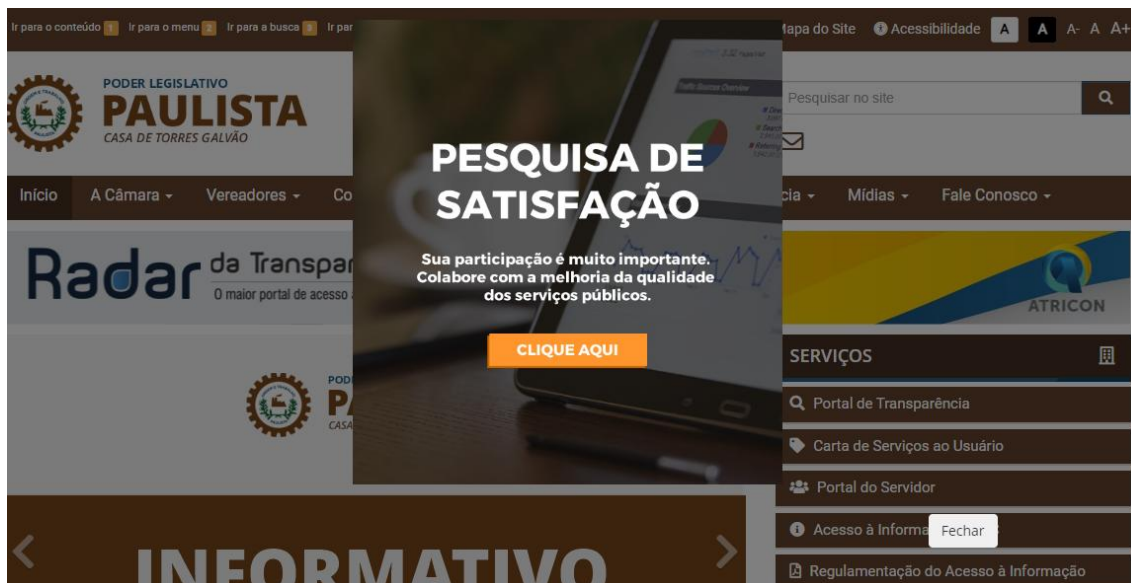 Ir para o conteúdo 1 Ir para o menu 2 Ir para a busca 3 Ir par
Mapa do Site Acessibilidade A A A- A A+
PODER LEGISLATIVO
PAULISTA
CASA DE TORRES GALVÃO
Pesquisar no site
Início A Câmara Vereadores Co
cia Mídias Fale Conosco
Radar da Transpar
O maior portal de acesso
ATRICON
PESQUISA DE
SATISFAÇÃO
Sua participação é muito importante.
Colabore com a melhoria da qualidade
dos serviços públicos.
CLIQUE AQUI
PODE
PA
CASA
SERVIÇOS
Portal de Transparência
Carta de Serviços ao Usuário
Portal do Servidor
Acesso à Informa
Fechar
Regulamentação do Acesso à Informação
INFORMATIVO